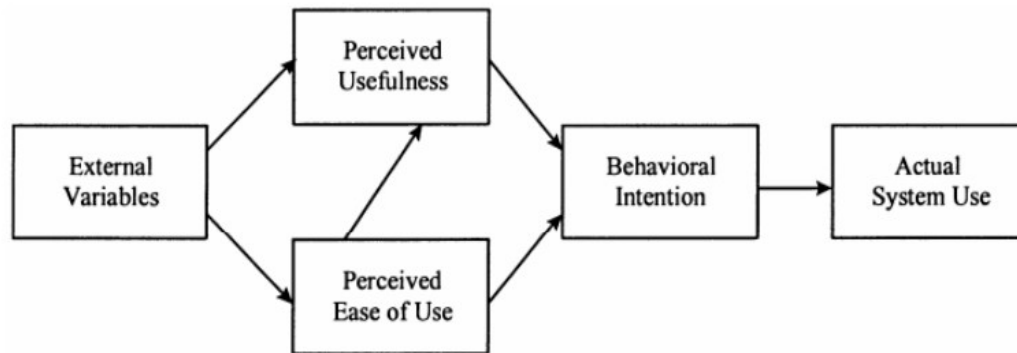 Perceived
Usefulness
External
Variables
Behavioral
Intention
Actual
System Use
Perceived
Ease of Use